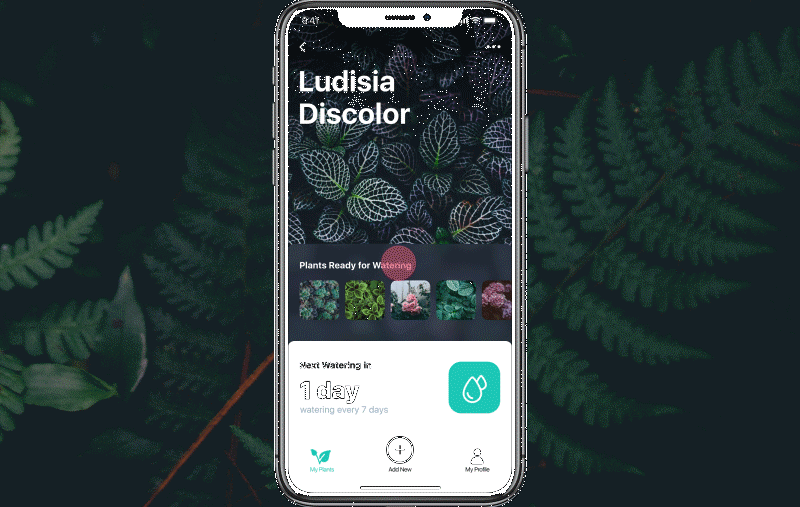 9:41
Ludisia
Discolor
Plants Ready for Watering
Next Watering in
1 day
watering every 7 days
My Plants
Add New
My Profile